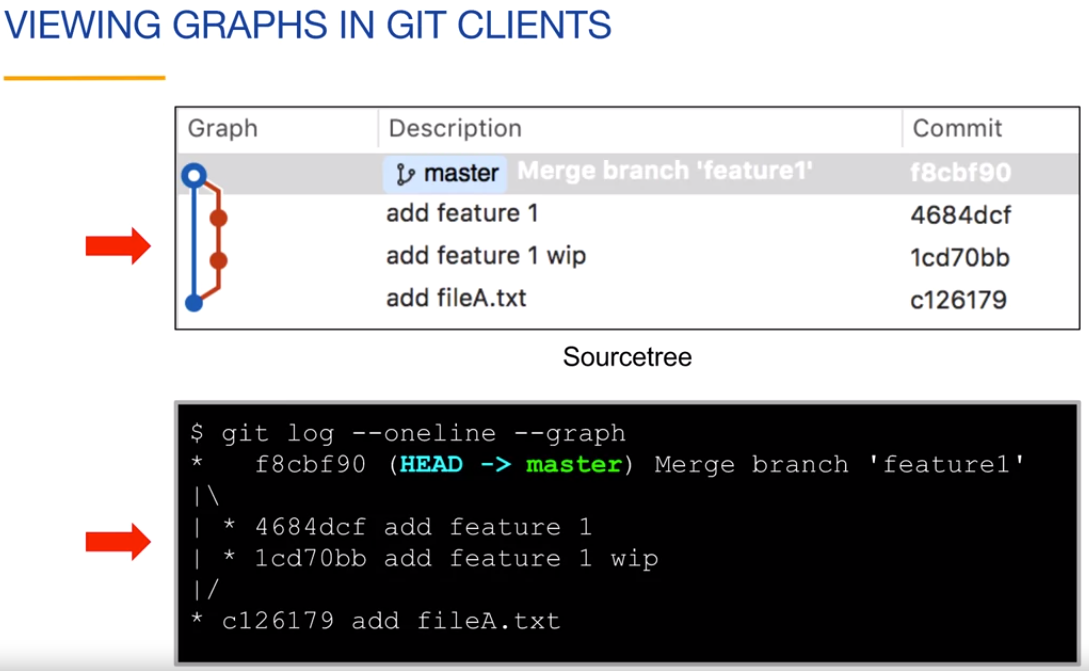 VIEWING GRAPHS IN GIT CLIENTS
Graph Description Commit
master Merge branch 'feature1' f8cbf90
add feature 1 4684dcf
add feature 1 wip 1cd70bb
add fileA.txt c126179
Sourcetree
$ git log --oneline --graph
*   f8cbf90 (HEAD -> master) Merge branch 'feature1'
|\
| * 4684dcf add feature 1
| * 1cd70bb add feature 1 wip
|/
* c126179 add fileA.txt